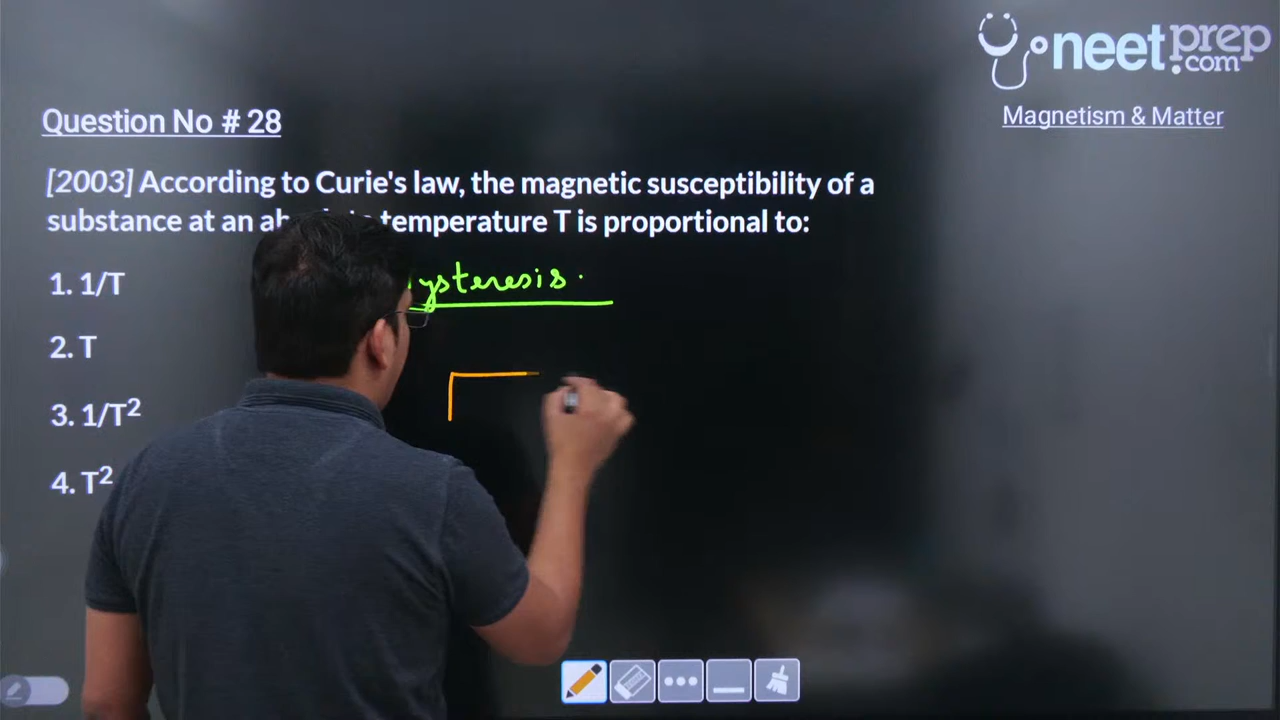 neetprep
.com
Magnetism & Matter
Question No # 28
[2003] According to Curie's law, the magnetic susceptibility of a
substance at an temperature T is proportional to:
1. 1/T
ysteresis.
2. T
3. 1/T²
4. T²